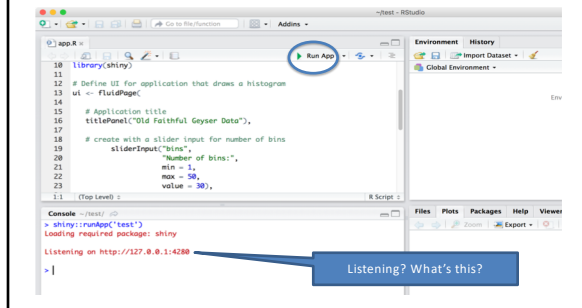 ~/test - RStudio
Go to file/function
Addins
app.R
Run App
10 library(shiny)
11
12 # Define UI for application that draws a histogram
13 ui <- fluidPage(
14
15 # Application title
16 titlePanel("Old Faithful Geyser Data"),
17
18 # create with a slider input for number of bins
19 sliderInput("bins",
20 "Number of bins:",
21 min = 1,
22 max = 50,
23 value = 30),
1:1 (Top Level) R Script
Console ~/test/
> shiny::runApp('test')
Loading required package: shiny
Listening on http://127.0.0.1:4280
>
Environment History
Import Dataset
Global Environment
Env
Files Plots Packages Help Viewer
Zoom Export
Listening? What's this?